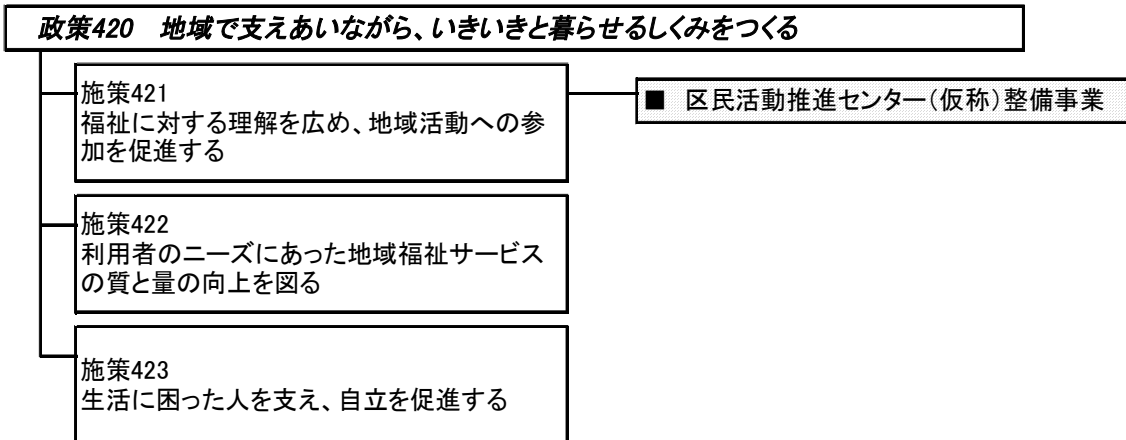 政策420　地域で支えあいながら、いきいきと暮らせるしくみをつくる
施策421
福祉に対する理解を広め、地域活動への参
加を促進する
■　区民活動推進センター（仮称）整備事業
施策422
利用者のニーズにあった地域福祉サービス
の質と量の向上を図る
施策423
生活に困った人を支え、自立を促進する